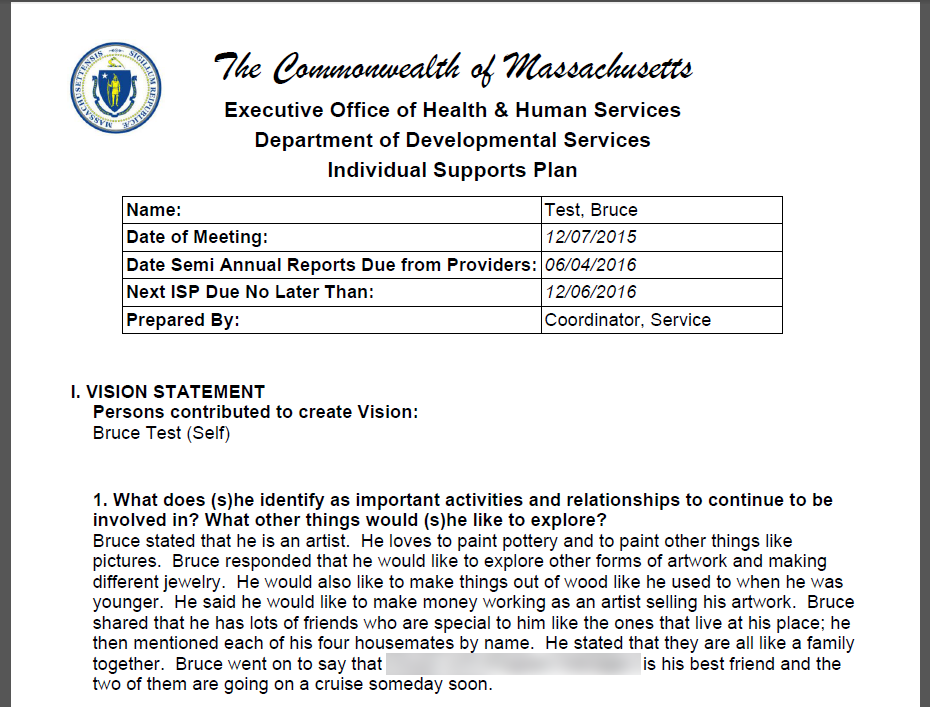 The Commonwealth of Massachusetts
Executive Office of Health & Human Services
Department of Developmental Services
Individual Supports Plan
Name: Test, Bruce
Date of Meeting: 12/07/2015
Date Semi Annual Reports Due from Providers: 06/04/2016
Next ISP Due No Later Than: 12/06/2016
Prepared By: Coordinator, Service
I. VISION STATEMENT
Persons contributed to create Vision:
Bruce Test (Self)
1. What does (s)he identify as important activities and relationships to continue to be
involved in? What other things would (s)he like to explore?
Bruce stated that he is an artist.  He loves to paint pottery and to paint other things like
pictures.  Bruce responded that he would like to explore other forms of artwork and making
different jewelry.  He would also like to make things out of wood like he used to when he was
younger.  He said he would like to make money working as an artist selling his artwork.  Bruce
shared that he has lots of friends who are special to him like the ones that live at his place; he
then mentioned each of his four housemates by name.  He stated that they are all like a family
together.  Bruce went on to say that is his best friend and the
two of them are going on a cruise someday soon.